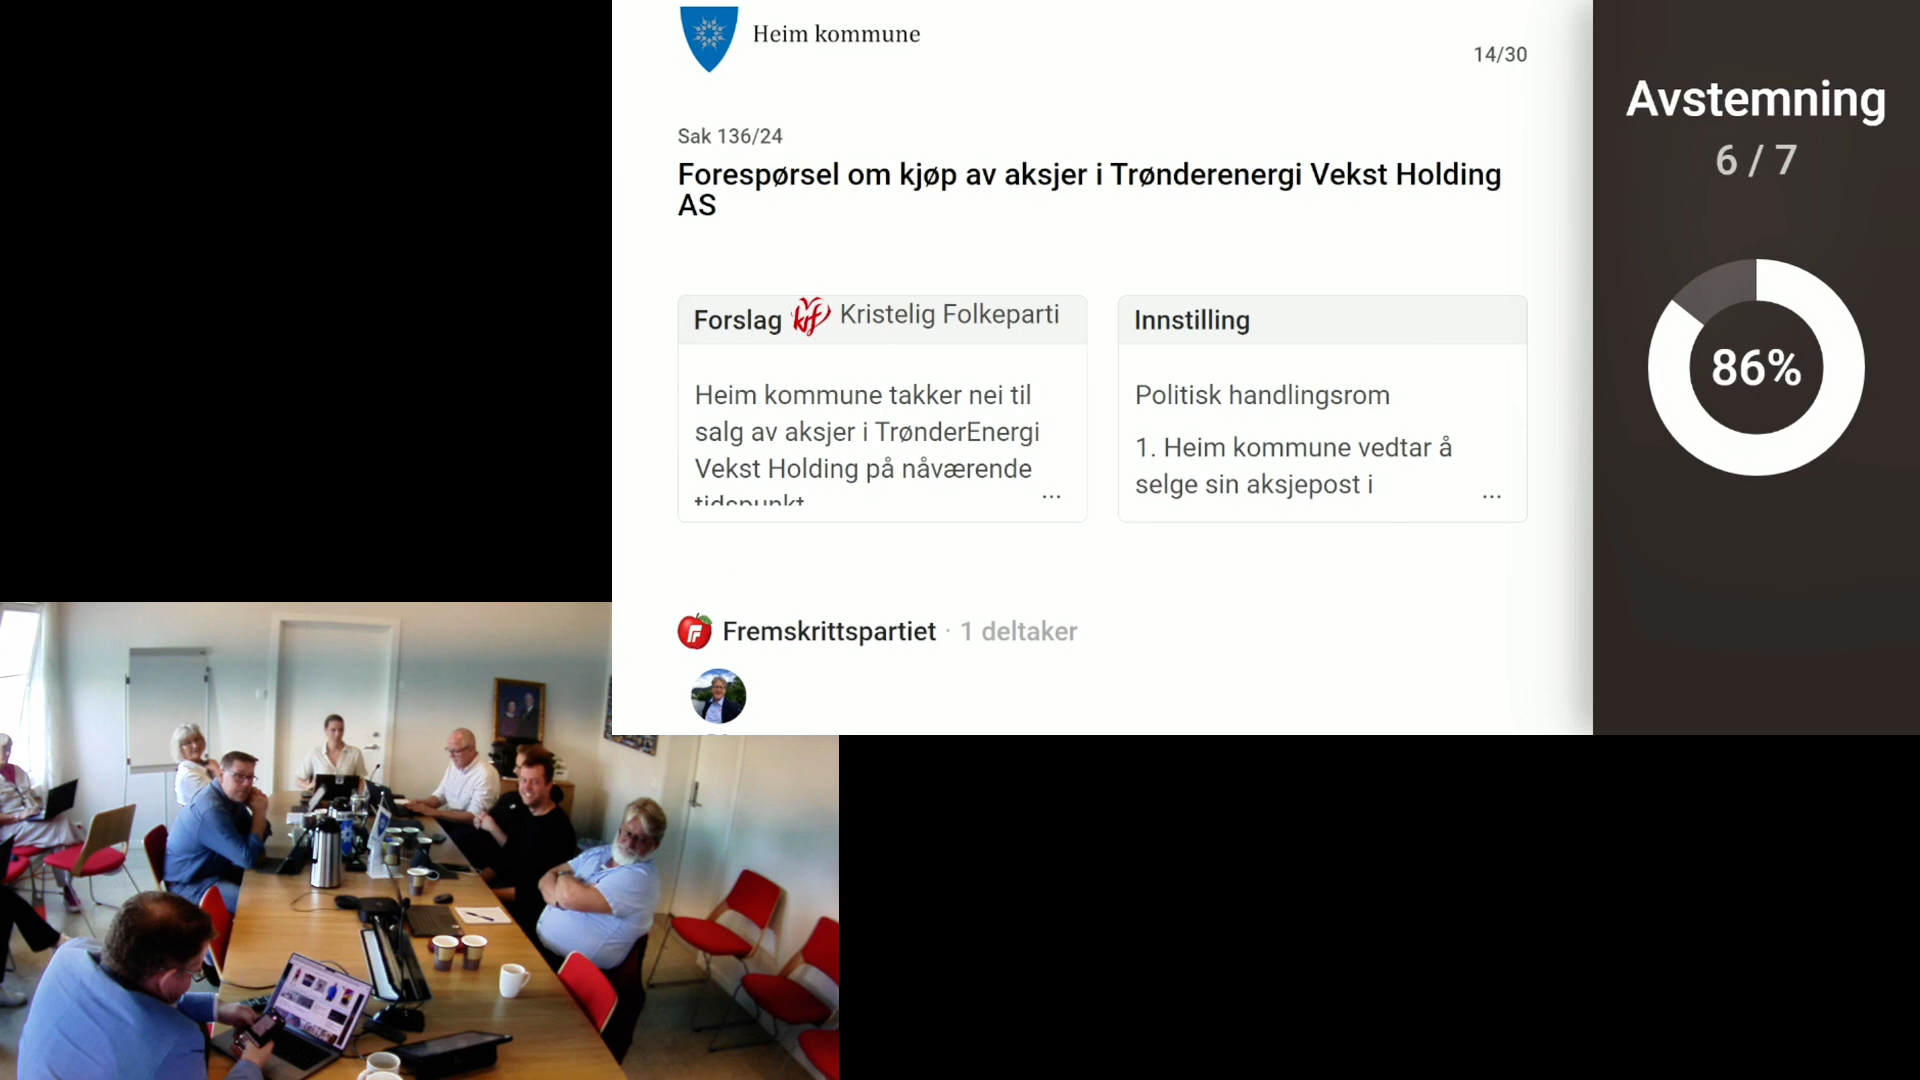 Heim kommune
14/30
Sak 136/24
Forespørsel om kjøp av aksjer i Trønderenergi Vekst Holding
AS
Forslag krf Kristelig Folkeparti
Heim kommune takker nei til
salg av aksjer i TrønderEnergi
Vekst Holding på nåværende
tidspunkt
...
Innstilling
Politisk handlingsrom
1. Heim kommune vedtar å
selge sin aksjepost i
...
Fremskrittspartiet · 1 deltaker
Avstemning
6 / 7
86%